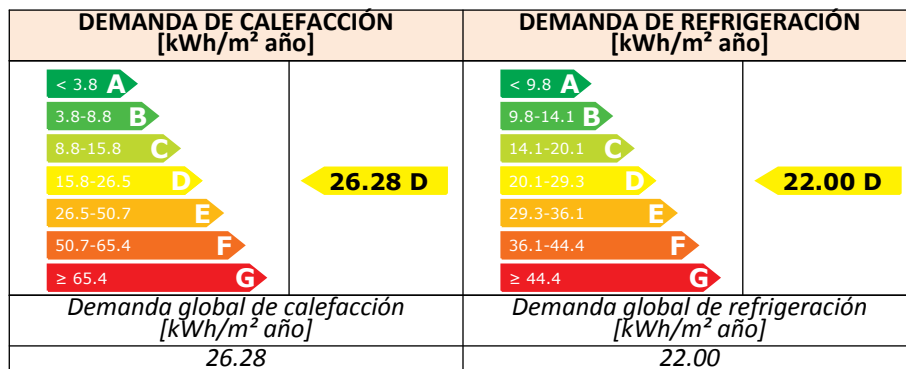 DEMANDA DE CALEFACCIÓN
[kWh/m² año]
DEMANDA DE REFRIGERACIÓN
[kWh/m² año]
< 3.8 A
3.8-8.8 B
8.8-15.8 C
15.8-26.5 D
26.5-50.7 E
50.7-65.4 F
≥ 65.4 G
26.28 D
< 9.8 A
9.8-14.1 B
14.1-20.1 C
20.1-29.3 D
29.3-36.1 E
36.1-44.4 F
≥ 44.4 G
22.00 D
Demanda global de calefacción
[kWh/m² año]
Demanda global de refrigeración
[kWh/m² año]
26.28
22.00